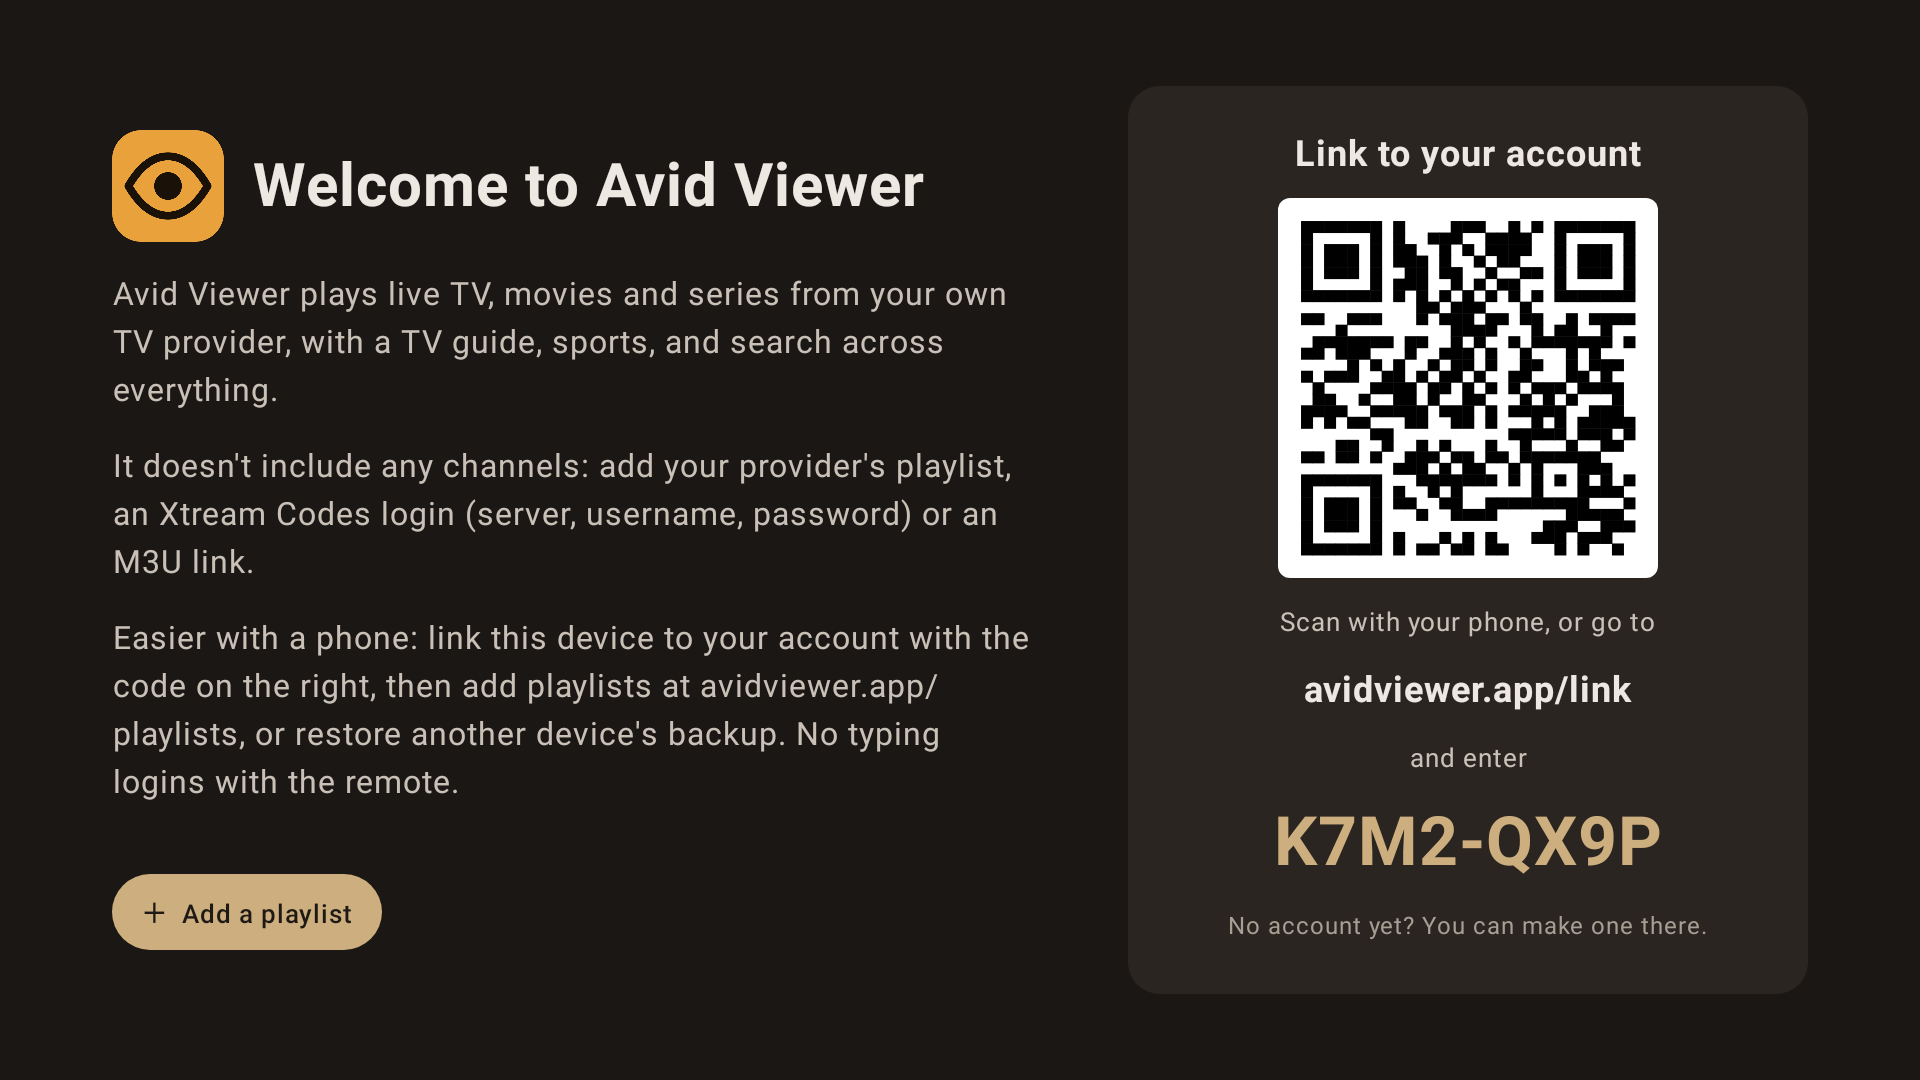 Welcome to Avid Viewer
Avid Viewer plays live TV, movies and series from your own
TV provider, with a TV guide, sports, and search across
everything.
It doesn't include any channels: add your provider's playlist,
an Xtream Codes login (server, username, password) or an
M3U link.
Easier with a phone: link this device to your account with the
code on the right, then add playlists at avidviewer.app/
playlists, or restore another device's backup. No typing
logins with the remote.
+ Add a playlist
Link to your account
Scan with your phone, or go to
avidviewer.app/link
and enter
K7M2-QX9P
No account yet? You can make one there.